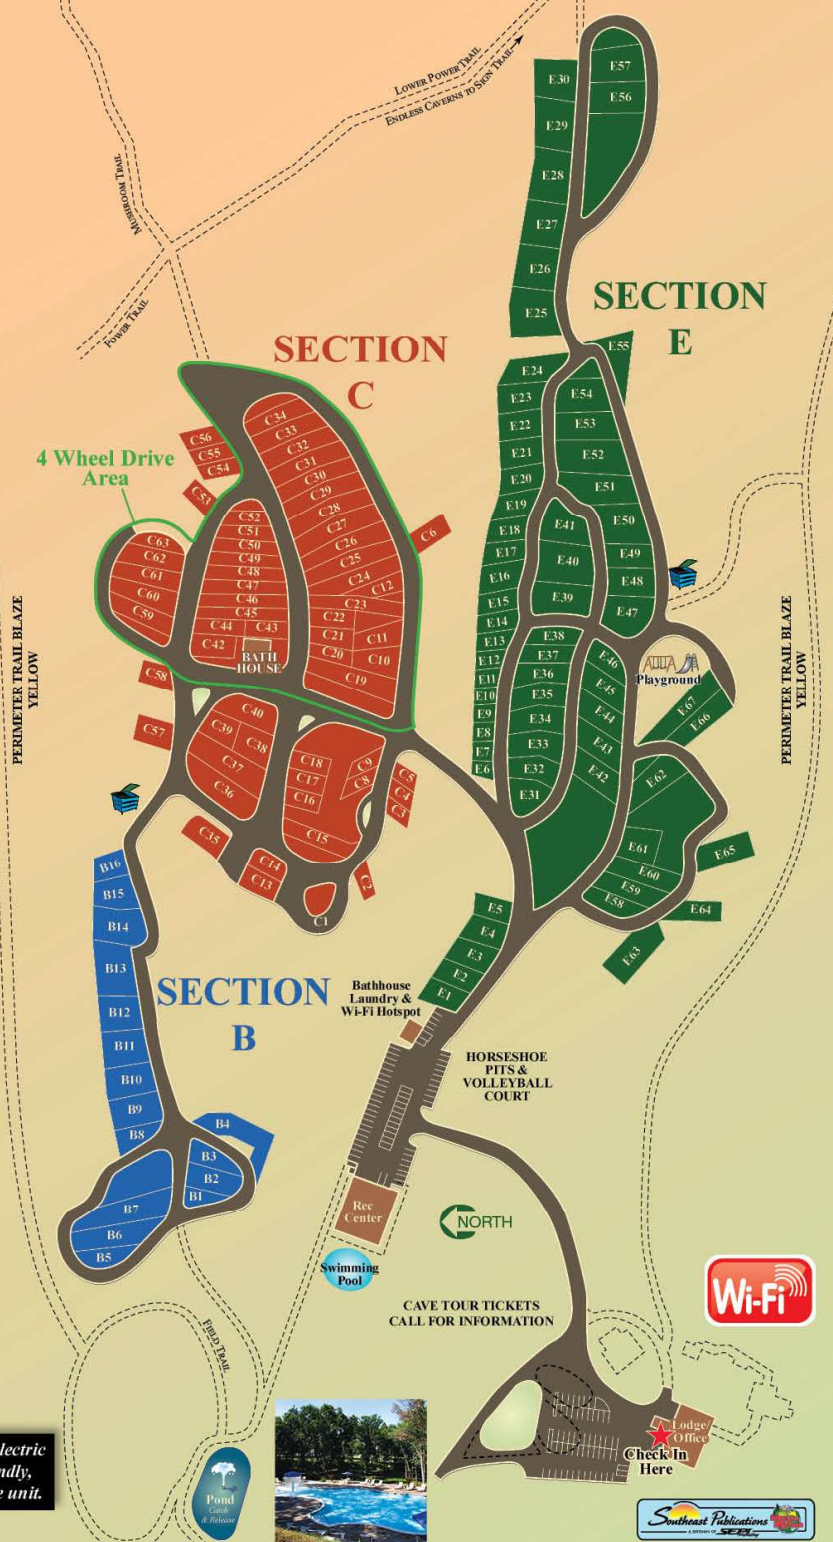 LOWER POWER TRAIL
ENDLESS CAVERNS TO SIGN TRAIL
MUSHROOM TRAIL
POWER TRAIL
E57
E56
E30
E29
E28
E27
E26
E25
SECTION
E
E55
E24
E23
E22
E21
E20
E19
E18
E17
E16
E15
E14
E13
E12
E11
E10
E9
E8
E7
E6
E54
E53
E52
E51
E50
E49
E48
E47
E41
E40
E39
E38
E37
E36
E35
E34
E33
E32
E31
E46
E45
E44
E43
E42
Playground
E67
E66
E62
E61
E60
E59
E58
E65
E64
E63
E5
E4
E3
E2
E1
SECTION
C
4 Wheel Drive
Area
C56
C55
C54
C53
C34
C33
C32
C31
C30
C29
C28
C27
C26
C25
C24
C12
C23
C22
C21
C20
C19
C11
C10
C6
C52
C51
C50
C49
C48
C47
C46
C45
C44
C43
C42
BATH
HOUSE
C63
C62
C61
C60
C59
C58
C57
C40
C39
C38
C37
C36
C18
C17
C16
C15
C9
C8
C5
C4
C3
C2
C35
C14
C13
C1
PERIMETER TRAIL BLAZE
YELLOW
PERIMETER TRAIL BLAZE
YELLOW
B16
B15
B14
B13
B12
B11
B10
B9
B8
SECTION
B
B4
B3
B2
B1
B7
B6
B5
Bathhouse
Laundry &
Wi-Fi Hotspot
HORSESHOE
PITS &
VOLLEYBALL
COURT
Rec
Center
NORTH
Swimming
Pool
CAVE TOUR TICKETS
CALL FOR INFORMATION
Wi-Fi
FIELD TRAIL
Lodge/
Office
Check In
Here
lectric
ndly,
e unit.
Pond
Catch
& Release
Southeast Publications